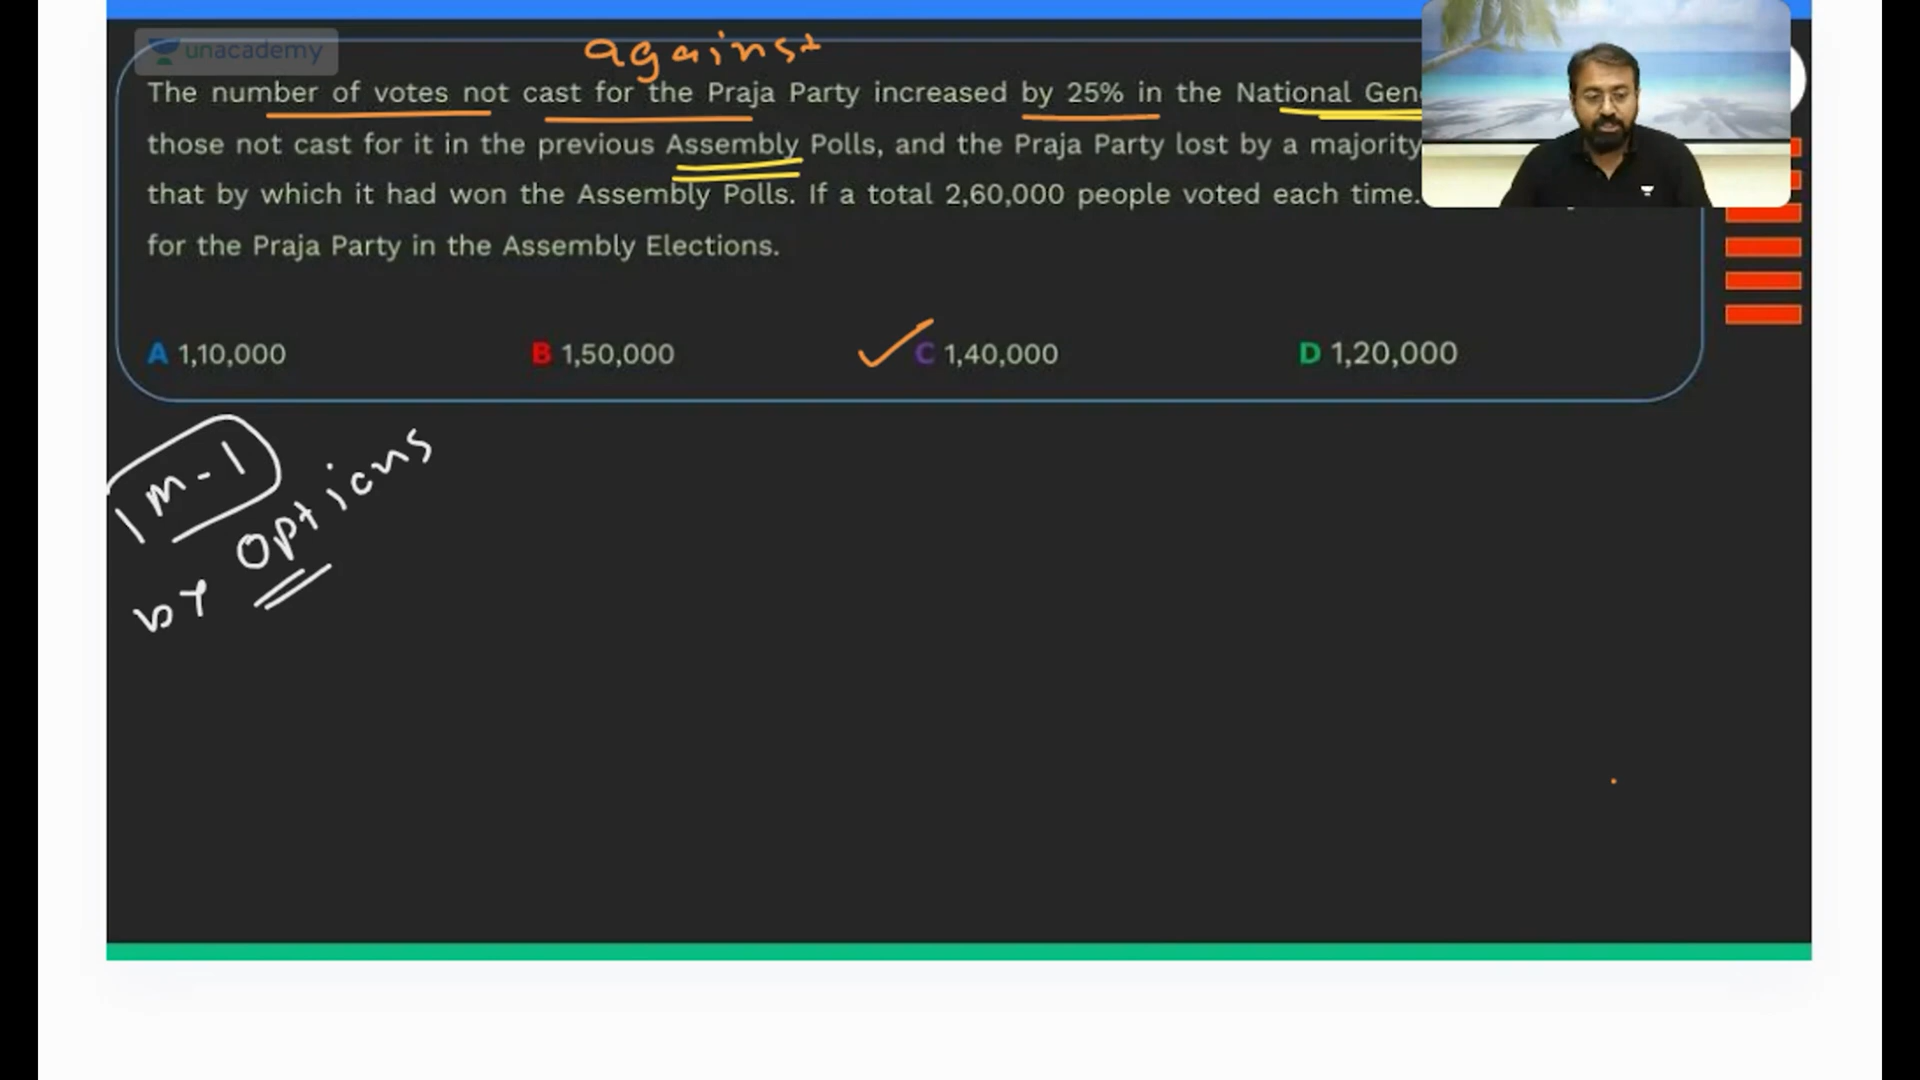 unacademy
against
The number of votes not cast for the Praja Party increased by 25% in the National Gen
those not cast for it in the previous Assembly Polls, and the Praja Party lost by a majority
that by which it had won the Assembly Polls. If a total 2,60,000 people voted each time.
for the Praja Party in the Assembly Elections.
A 1,10,000 B 1,50,000 C 1,40,000 D 1,20,000
M-1
by Options